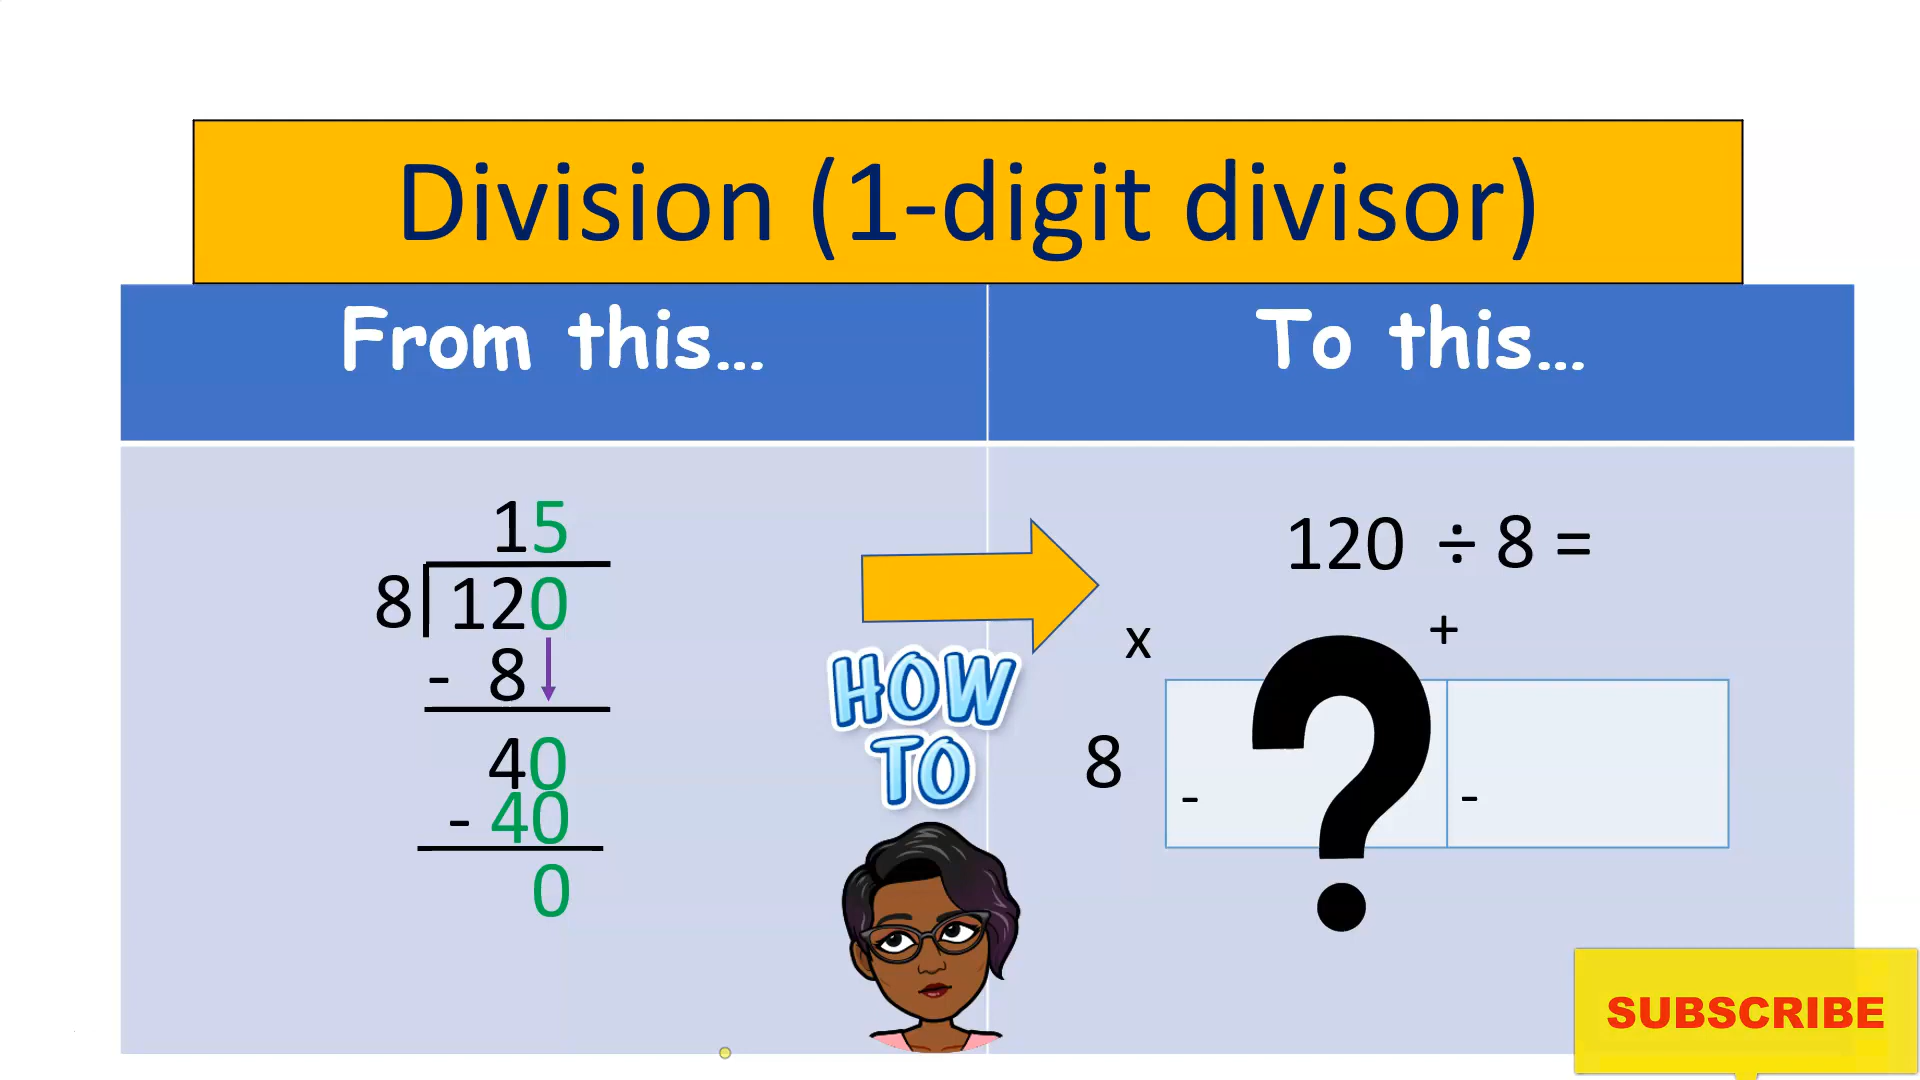 Division (1-digit divisor)
From this...
To this...
15
8 120
- 8
40
- 40
0
HOW
TO
120 ÷ 8 =
x +
?
8 - -
SUBSCRIBE